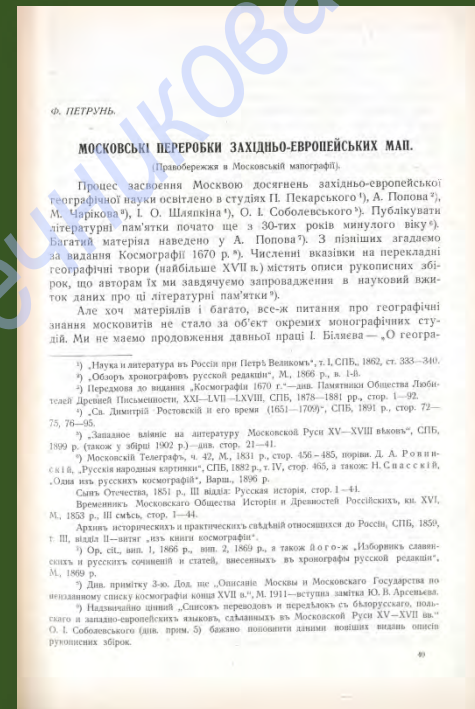 Ф. ПЕТРУНЬ.
МОСКОВСЬКІ ПЕРЕРОБКИ ЗАХІДНЬО-ЕВРОПЕЙСЬКИХ МАП.
(Правобережжя в Московській мапографії).
Процес засвоєння Москвою досягнень західньо-европейської
географічної науки освітлено в студіях П. Пекарського ¹), А. Попова ²),
М. Чарікова ³), І. О. Шляпкіна ⁴), О. І. Соболевського ⁵). Публікувати
літературні пам'ятки почато ще з 30-тих років минулого віку ⁶).
Багатий матеріял наведено у А. Попова ⁷). З пізніших згадаємо
за видання Космографії 1670 р. ⁸). Численні вказівки на перекладні
географічні твори (найбільше XVII в.) містять описи рукописних збі-
рок, що авторам їх ми завдячуємо запровадження в науковий вжи-
ток даних про ці літературні пам'ятки ⁹).
Але хоч матеріялів і багато, все-ж питання про географічні
знання московитів не стало за об'єкт окремих монографічних сту-
дій. Ми не маємо продовження давньої праці І. Біляєва — „О геогра-
¹) „Наука и литература въ Россіи при Петрѣ Великомъ“, т. I, СПБ., 1862, ст. 333—340.
²) „Обзоръ хронографовъ русской редакціи“, М., 1866 р., в. 1-й.
³) Передмова до видання „Космографія 1670 г.“—див. Памятники Общества Люби-
телей Древней Письменности, XXI—LVII—LXVIII, СПБ, 1878—1881 рр., стор. 1—92.
⁴) „Св. Димитрій Ростовскій и его время (1651—1709)“, СПБ, 1891 р., стор. 72—
75, 76—95.
⁵) „Западное вліяніе на литературу Московской Руси XV—XVIII вѣковъ“, СПБ,
1899 р. (також у збірці 1902 р.)—див. стор. 21—41.
⁶) Московскій Телеграфъ, ч. 42, М., 1831 р., стор. 456—485, порівн. Д. А. Ровин-
скій, „Русскія народныя картинки“, СПБ, 1882 р., т. IV, стор. 465, а також: Н. Спасскій,
„Одна изъ русскихъ космографій“, Варш., 1896 р.
Сынъ Отечества, 1851 р., III відділ: Русская исторія, стор. 1—44.
Временникъ Московскаго Общества Исторіи и Древностей Россійскихъ, кн. XVI,
М., 1853 р., III смѣсь, стор. 1—44.
Архивъ историческихъ и практическихъ свѣдѣній относящихся до Россіи, СПБ, 1859,
т. III, відділ II—витяг „изъ книги космографіи“.
⁷) Op. cit., вип. 1, 1866 р., вип. 2, 1869 р., а також його-ж „Изборникъ славян-
скихъ и русскихъ сочиненій и статей, внесенныхъ въ хронографы русской редакціи“,
М., 1869 р.
⁸) Див. примітку 3-ю. Дод. ще „Описаніе Москвы и Московскаго Государства по
неизданному списку космографіи конца XVII в.“, М. 1911—вступна замітка Ю. В. Арсеньева.
⁹) Надзвичайно цінний „Списокъ переводовъ и передѣлокъ съ бѣлорусскаго, поль-
скаго и западно-европейскихъ языковъ, сдѣланныхъ въ Московской Руси XV—XVII вв.“
О. І. Соболевського (див. прим. 5) бажано поповнити даними новіших видань описів
рукописних збірок.
49